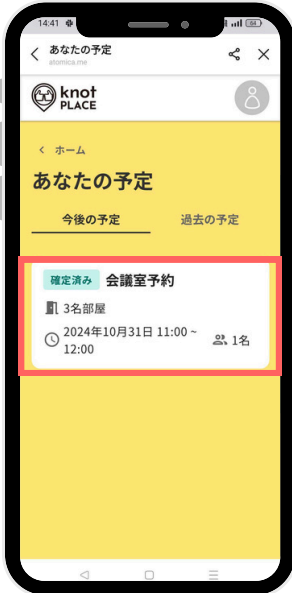 14:41
64
あなたの予定
atomica.me
knot
PLACE
ホーム
あなたの予定
今後の予定
過去の予定
確定済み 会議室予約
3名部屋
2024年10月31日 11:00 ~
12:00
1名